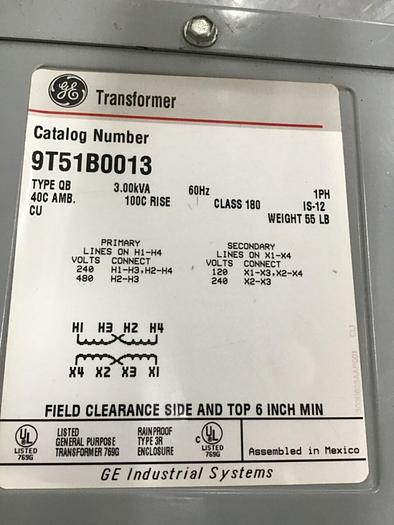 GE Transformer
Catalog Number
9T51B0013
TYPE QB 3.00kVA 60Hz 1PH
40C AMB. 100C RISE CLASS 180 IS-12
CU WEIGHT 55 LB
PRIMARY SECONDARY
LINES ON H1-H4 LINES ON X1-X4
VOLTS CONNECT VOLTS CONNECT
240 H1-H3,H2-H4 120 X1-X3,X2-X4
480 H2-H3 240 X2-X3
H1 H3 H2 H4
X4 X2 X3 X1
FIELD CLEARANCE SIDE AND TOP 6 INCH MIN
UL LISTED 769G
LISTED GENERAL PURPOSE TRANSFORMER 769G
RAINPROOF TYPE 3R ENCLOSURE
C UL LISTED 769G
Assembled in Mexico
GE Industrial Systems